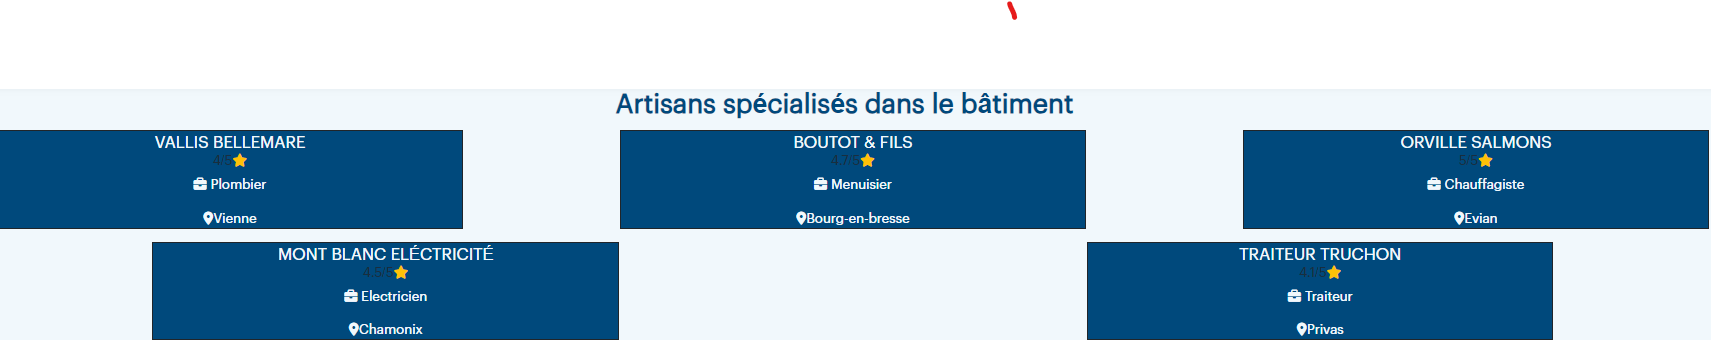 Artisans spécialisés dans le bâtiment
VALLIS BELLEMARE
4/5
Plombier
Vienne
BOUTOT & FILS
4.7/5
Menuisier
Bourg-en-bresse
ORVILLE SALMONS
5/5
Chauffagiste
Evian
MONT BLANC ELÉCTRICITÉ
4.5/5
Electricien
Chamonix
TRAITEUR TRUCHON
4.1/5
Traiteur
Privas